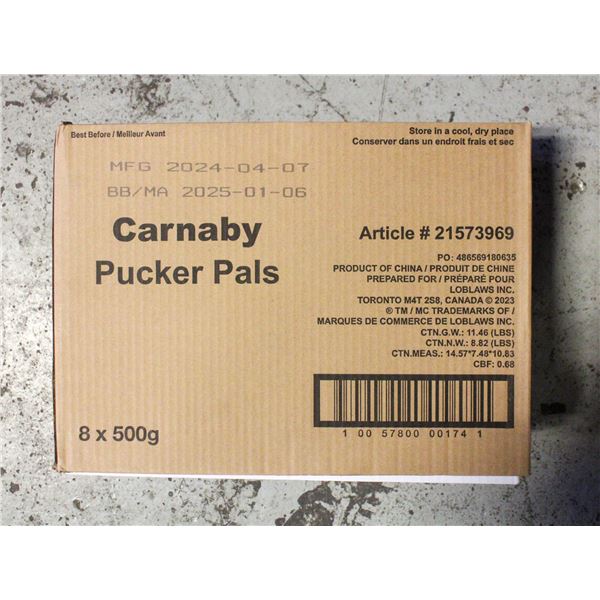 Best Before / Meilleur Avant
MFG 2024-04-07
BB/MA 2025-01-06
Carnaby
Pucker Pals
8 x 500g
Store in a cool, dry place
Conserver dans un endroit frais et sec
Article # 21573969
PO: 486569180635
PRODUCT OF CHINA / PRODUIT DE CHINE
PREPARED FOR / PRÉPARÉ POUR
LOBLAWS INC.
TORONTO M4T 2S8, CANADA © 2023
® TM / MC TRADEMARKS OF /
MARQUES DE COMMERCE DE LOBLAWS INC.
CTN.G.W.: 11.46 (LBS)
CTN.N.W.: 8.82 (LBS)
CTN.MEAS.: 14.57*7.48*10.83
CBF: 0.68
1 00 57800 00174 1